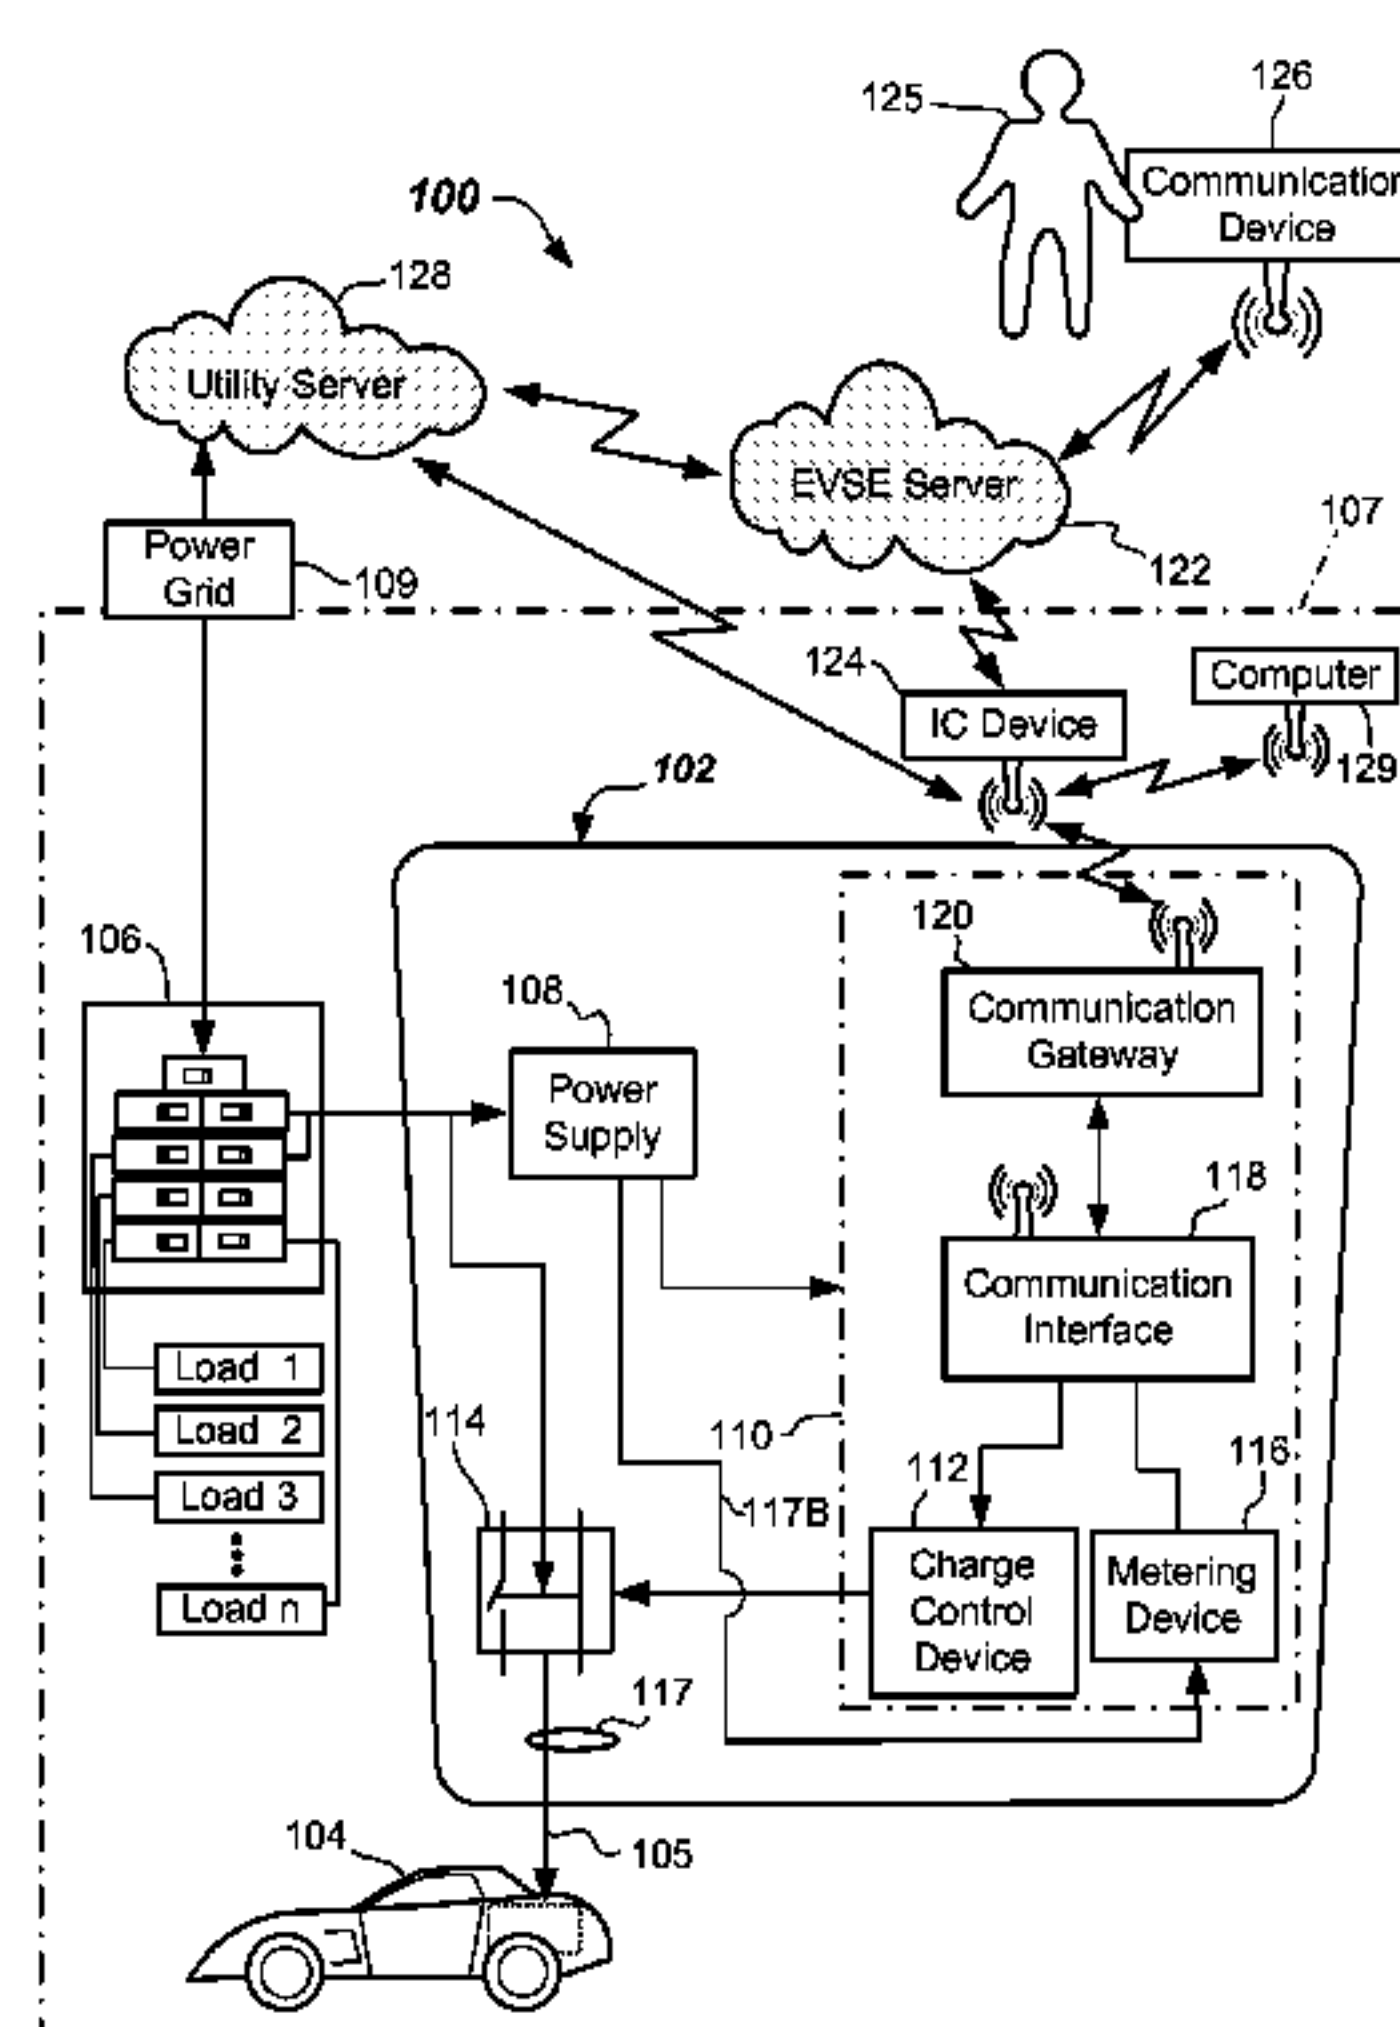 125
126
Communication
Device
100
128
Utility Server
EVSE Server
107
122
Power
Grid
109
124
IC Device
Computer
129
102
106
120
108
Communication
Gateway
Power
Supply
118
Communication
Interface
Load 1
Load 2
Load 3
Load n
114
110
112
116
117B
Charge
Control
Device
Metering
Device
117
104
105